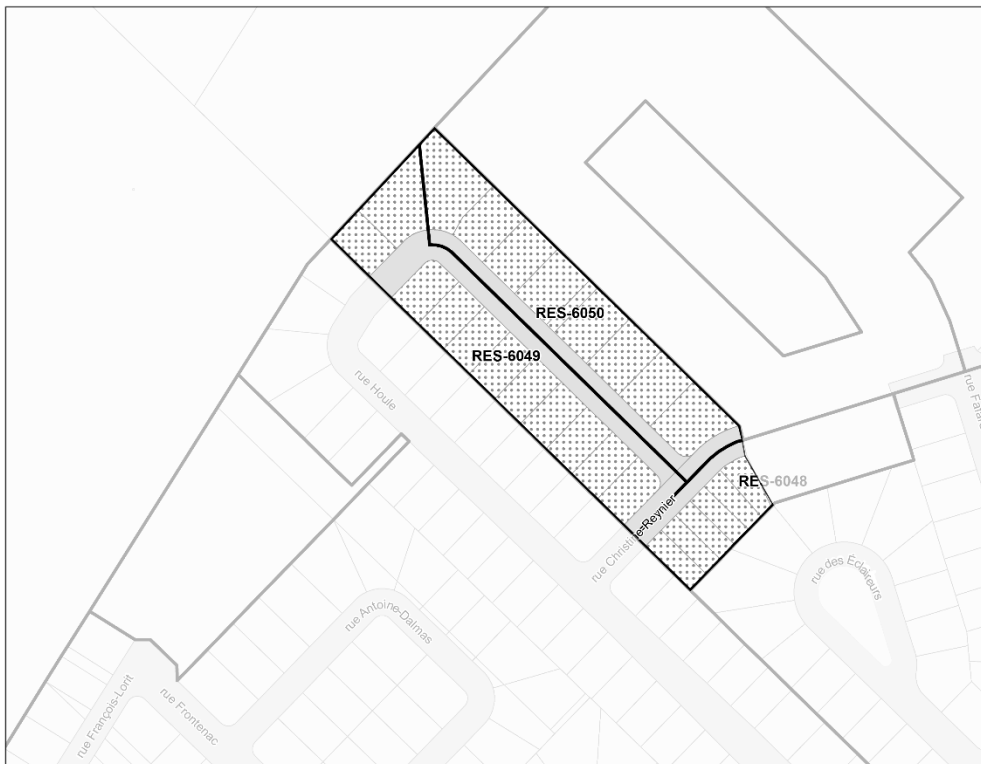 RES-6050
RES-6049
rue Houle
RES-6048
rue Christine-Reynier
rue des Éclaireurs
rue Antoine-Dalmas
rue François-Lorit
rue Frontenac